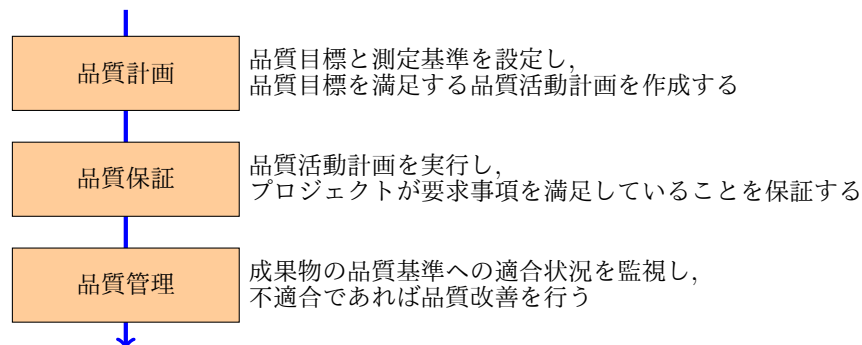 品質計画
品質目標と測定基準を設定し,
品質目標を満足する品質活動計画を作成する
品質保証
品質活動計画を実行し,
プロジェクトが要求事項を満足していることを保証する
品質管理
成果物の品質基準への適合状況を監視し,
不適合であれば品質改善を行う